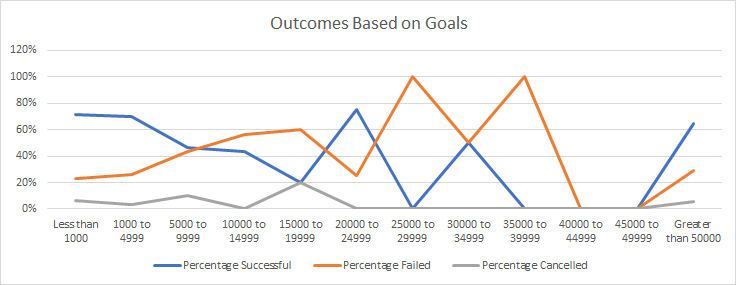 Outcomes Based on Goals
120%
100%
80%
60%
40%
20%
0%
Less than 1000 to 5000 to 10000 to 15000 to 20000 to 25000 to 30000 to 35000 to 40000 to 45000 to Greater
1000 4999 9999 14999 19999 24999 29999 34999 39999 44999 49999 than 50000
Percentage Successful Percentage Failed Percentage Cancelled